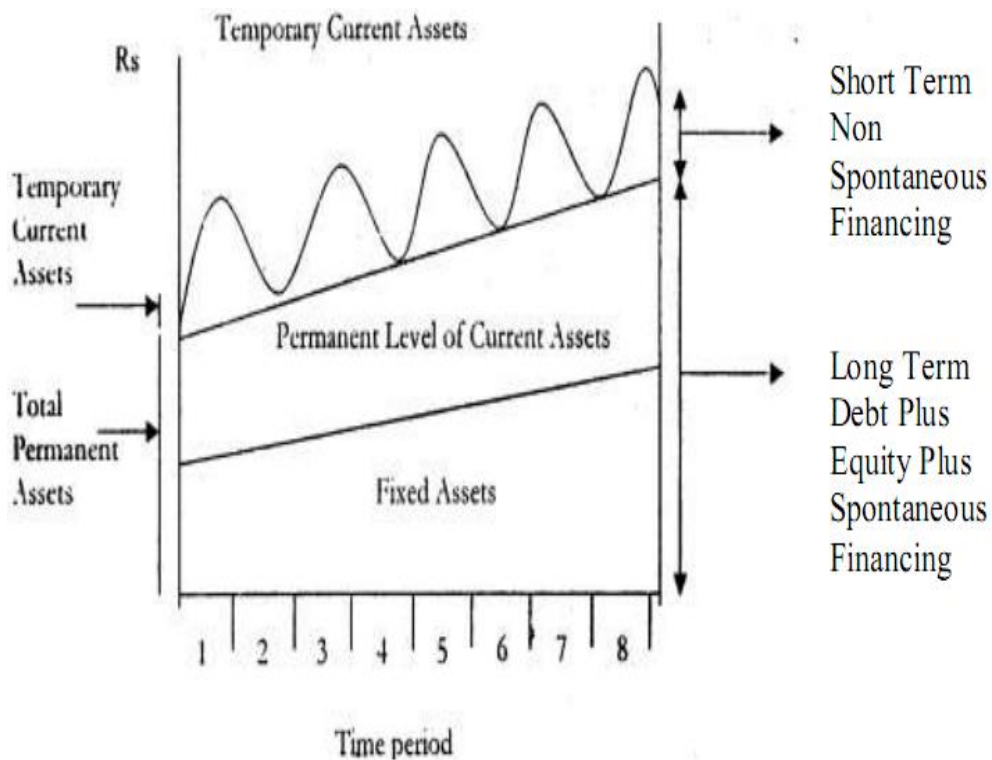 Temporary Current Assets
Rs
Short Term
Non
Spontaneous
Financing
Temporary
Current
Assets
Permanent Level of Current Assets
Long Term
Debt Plus
Equity Plus
Spontaneous
Financing
Total
Permanent
Assets
Fixed Assets
1 2 3 4 5 6 7 8
Time period